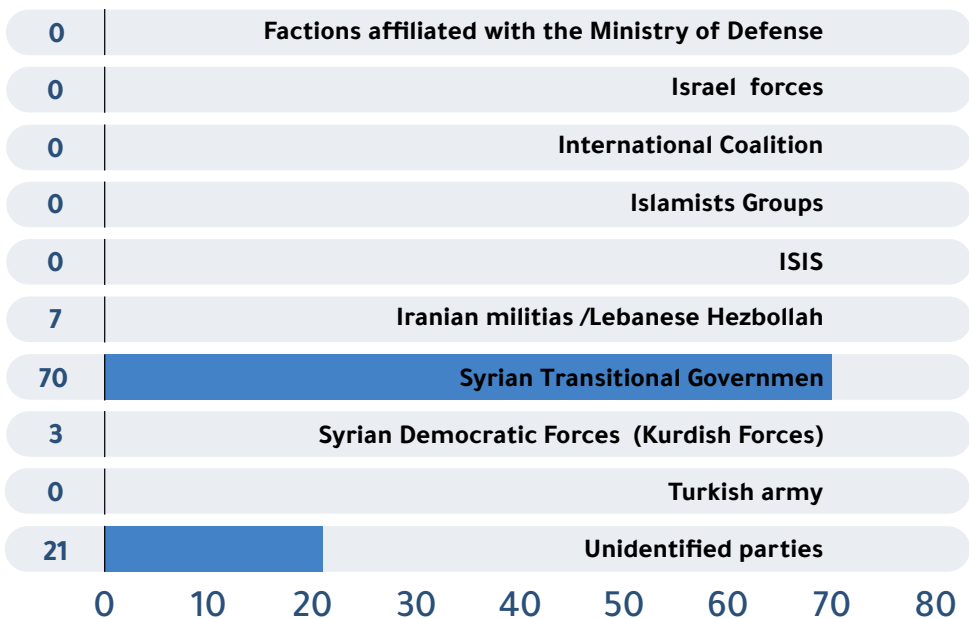 0 Factions affiliated with the Ministry of Defense
0 Israel forces
0 International Coalition
0 Islamists Groups
0 ISIS
7 Iranian militias /Lebanese Hezbollah
70 Syrian Transitional Governmen
3 Syrian Democratic Forces (Kurdish Forces)
0 Turkish army
21 Unidentified parties
0 10 20 30 40 50 60 70 80